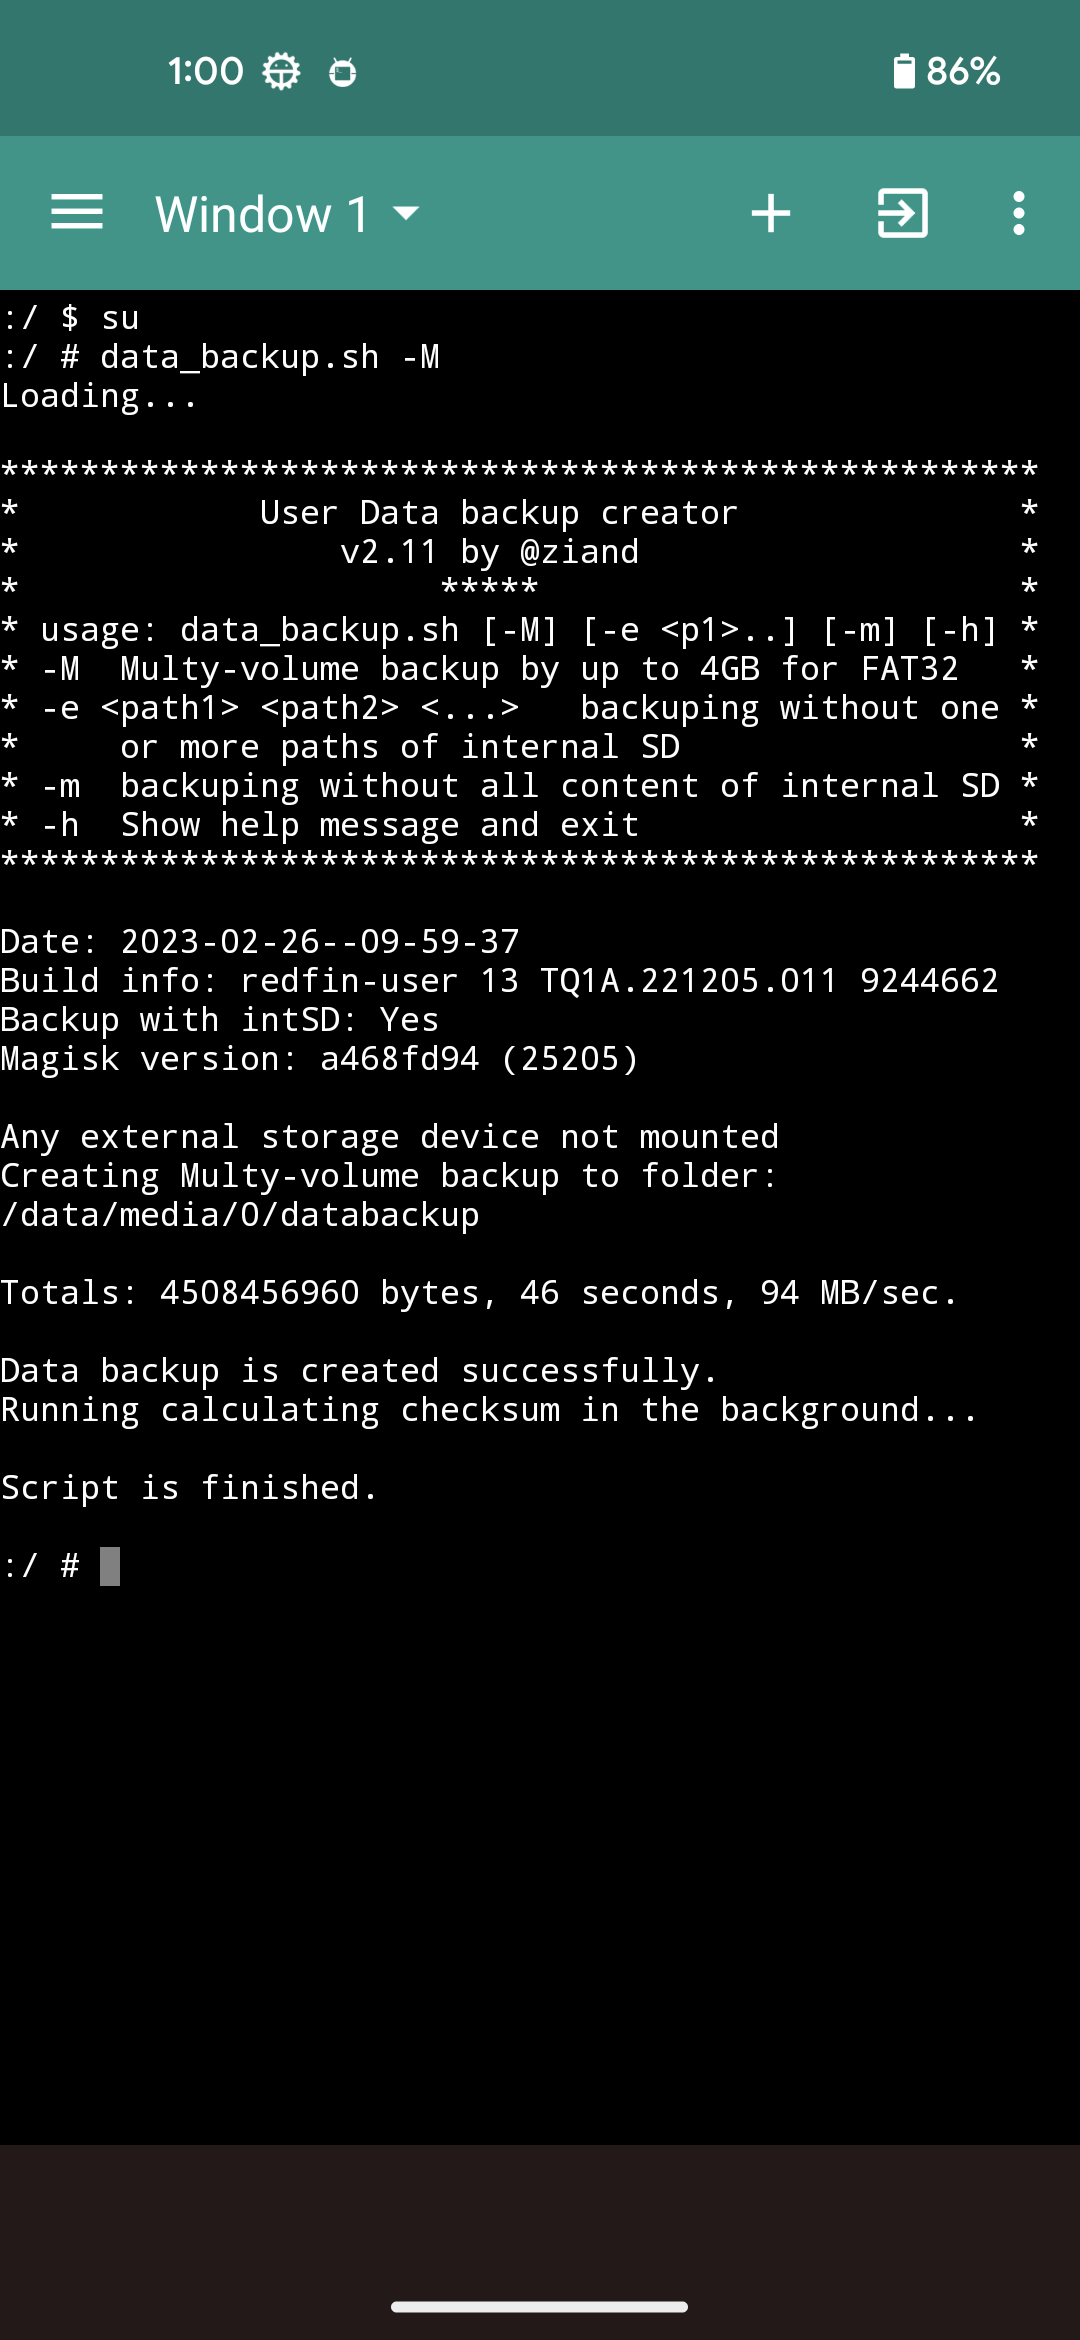 1:00 86%
Window 1
:/ $ su
:/ # data_backup.sh -M
Loading...
****************************************************
* User Data backup creator *
* v2.11 by @ziand *
* ***** *
* usage: data_backup.sh [-M] [-e <p1>..] [-m] [-h] *
* -M Multy-volume backup by up to 4GB for FAT32 *
* -e <path1> <path2> <...> backuping without one *
* or more paths of internal SD *
* -m backuping without all content of internal SD *
* -h Show help message and exit *
****************************************************
Date: 2023-02-26--09-59-37
Build info: redfin-user 13 TQ1A.221205.011 9244662
Backup with intSD: Yes
Magisk version: a468fd94 (25205)
Any external storage device not mounted
Creating Multy-volume backup to folder:
/data/media/0/databackup
Totals: 4508456960 bytes, 46 seconds, 94 MB/sec.
Data backup is created successfully.
Running calculating checksum in the background...
Script is finished.
:/ #